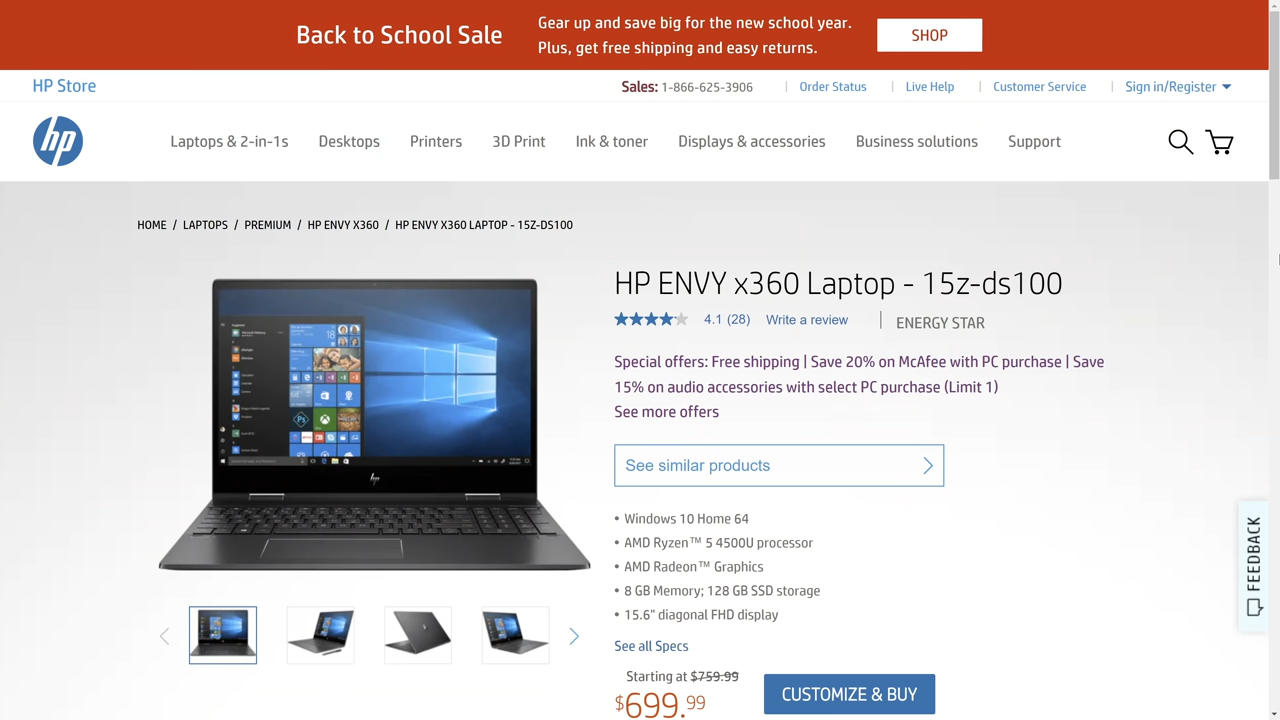 Back to School Sale
Gear up and save big for the new school year.
Plus, get free shipping and easy returns.
SHOP
HP Store
Sales: 1-866-625-3906 | Order Status | Live Help | Customer Service | Sign in/Register
hp
Laptops & 2-in-1s Desktops Printers 3D Print Ink & toner Displays & accessories Business solutions Support
HOME / LAPTOPS / PREMIUM / HP ENVY X360 / HP ENVY X360 LAPTOP - 15Z-DS100
HP ENVY x360 Laptop - 15z-ds100
4.1 (28) Write a review | ENERGY STAR
Special offers: Free shipping | Save 20% on McAfee with PC purchase | Save
15% on audio accessories with select PC purchase (Limit 1)
See more offers
See similar products
• Windows 10 Home 64
• AMD Ryzen™ 5 4500U processor
• AMD Radeon™ Graphics
• 8 GB Memory; 128 GB SSD storage
• 15.6" diagonal FHD display
See all Specs
Starting at $759.99
$699.99
CUSTOMIZE & BUY
FEEDBACK